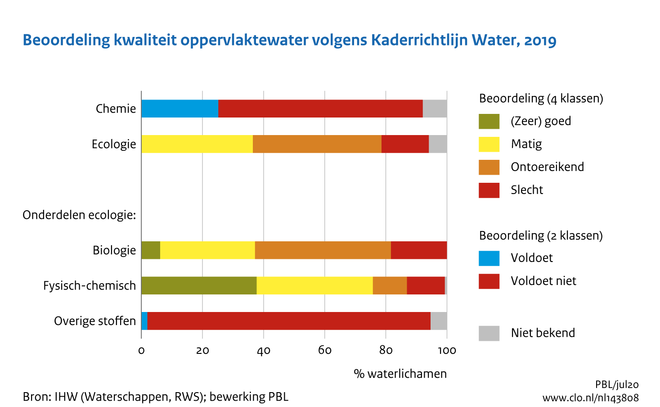 Beoordeling kwaliteit oppervlaktewater volgens Kaderrichtlijn Water, 2019
Chemie
Ecologie
Onderdelen ecologie:
Biologie
Fysisch-chemisch
Overige stoffen
0 20 40 60 80 100
% waterlichamen
Beoordeling (4 klassen)
(Zeer) goed
Matig
Ontoereikend
Slecht
Beoordeling (2 klassen)
Voldoet
Voldoet niet
Niet bekend
Bron: IHW (Waterschappen, RWS); bewerking PBL
PBL/jul20
www.clo.nl/nl143808